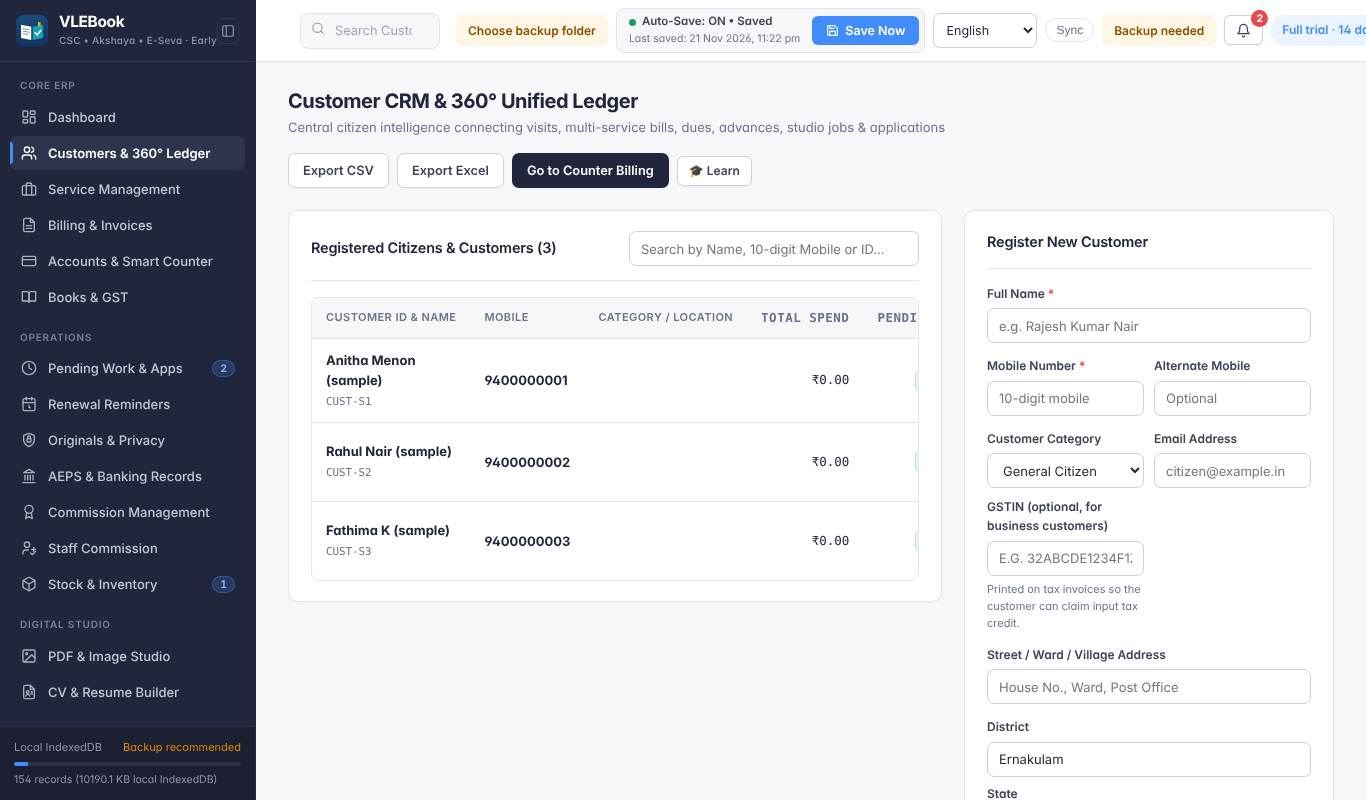 VLEBook
CSC • Akshaya • E-Seva · Early
CORE ERP
Dashboard
Customers & 360° Ledger
Service Management
Billing & Invoices
Accounts & Smart Counter
Books & GST
OPERATIONS
Pending Work & Apps 2
Renewal Reminders
Originals & Privacy
AEPS & Banking Records
Commission Management
Staff Commission
Stock & Inventory 1
DIGITAL STUDIO
PDF & Image Studio
CV & Resume Builder
Local IndexedDB Backup recommended
154 records (10190.1 KB local IndexedDB)
Search Custo
Choose backup folder
Auto-Save: ON • Saved
Last saved: 21 Nov 2026, 11:22 pm
Save Now
English
Sync
Backup needed
2
Full trial · 14
Customer CRM & 360° Unified Ledger
Central citizen intelligence connecting visits, multi-service bills, dues, advances, studio jobs & applications
Export CSV
Export Excel
Go to Counter Billing
🎓 Learn
Registered Citizens & Customers (3)
Search by Name, 10-digit Mobile or ID...
CUSTOMER ID & NAME MOBILE CATEGORY / LOCATION TOTAL SPEND PENDI
Anitha Menon
(sample)
CUST-S1
9400000001
₹0.00
Rahul Nair (sample)
CUST-S2
9400000002
₹0.00
Fathima K (sample)
CUST-S3
9400000003
₹0.00
Register New Customer
Full Name *
e.g. Rajesh Kumar Nair
Mobile Number * Alternate Mobile
10-digit mobile Optional
Customer Category Email Address
General Citizen citizen@example.in
GSTIN (optional, for
business customers)
E.G. 32ABCDE1234F1
Printed on tax invoices so the
customer can claim input tax
credit.
Street / Ward / Village Address
House No., Ward, Post Office
District
Ernakulam
State